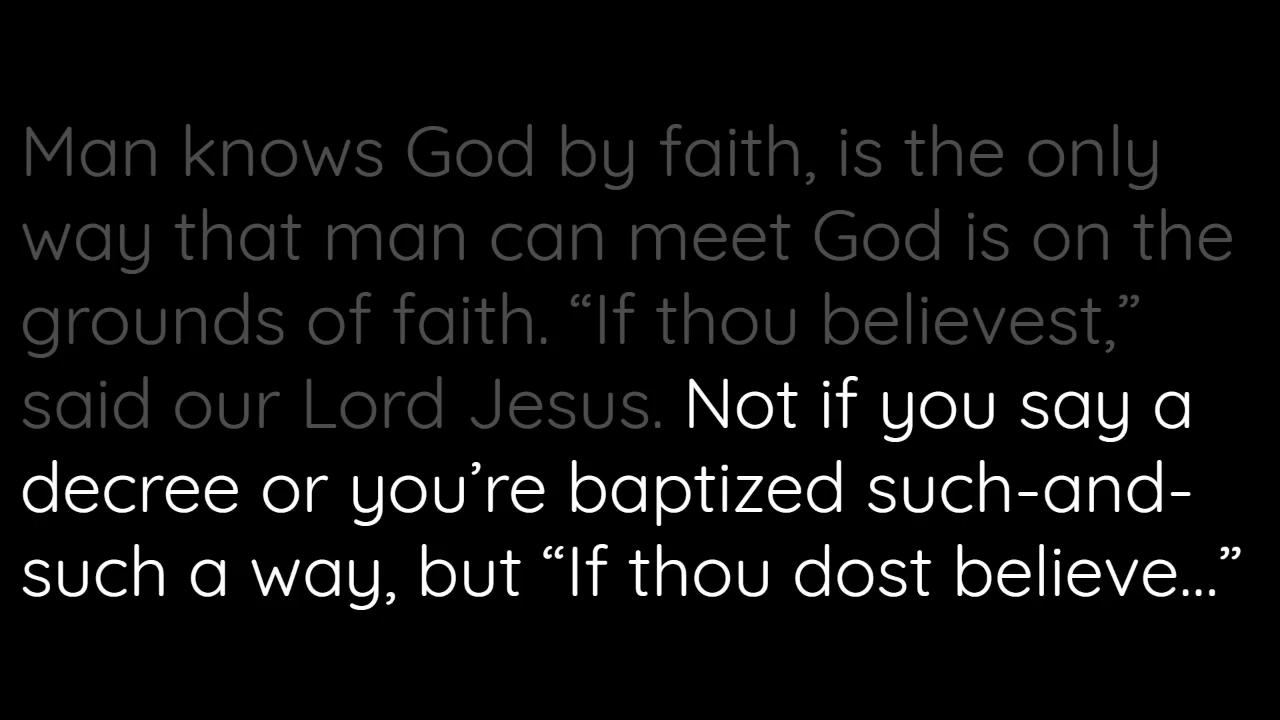 Man knows God by faith, is the only
way that man can meet God is on the
grounds of faith. “If thou believest,”
said our Lord Jesus. Not if you say a
decree or you’re baptized such-and-
such a way, but “If thou dost believe...”